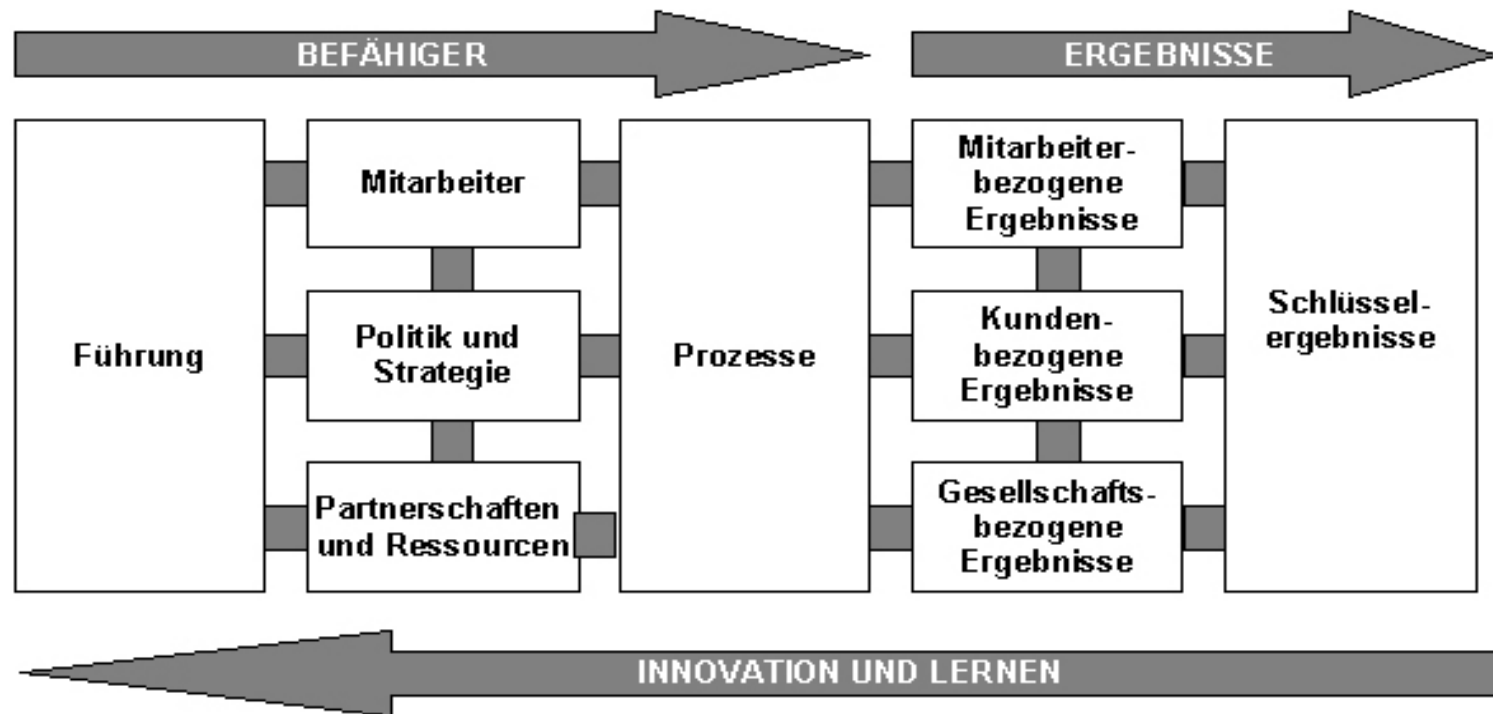 BEFÄHIGER
ERGEBNISSE
Führung
Mitarbeiter
Politik und
Strategie
Partnerschaften
und Ressourcen
Prozesse
Mitarbeiter-
bezogene
Ergebnisse
Kunden-
bezogene
Ergebnisse
Gesellschafts-
bezogene
Ergebnisse
Schlüssel-
ergebnisse
INNOVATION UND LERNEN